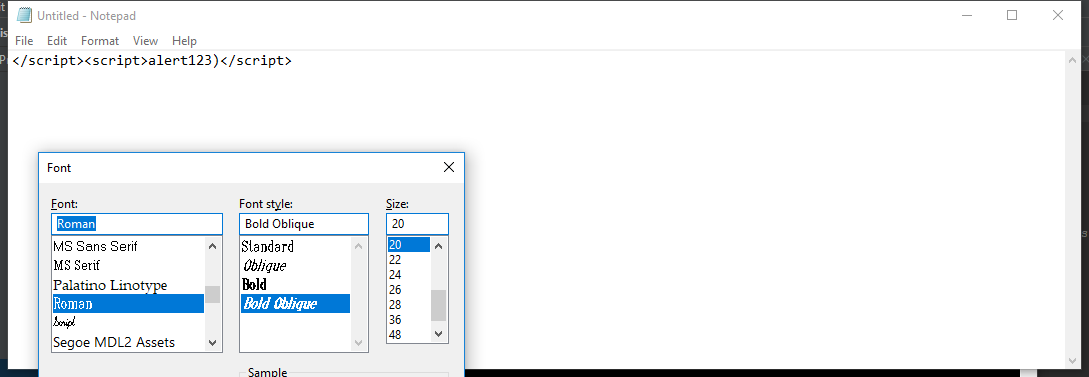 Untitled - Notepad
File Edit Format View Help
</script><script>alert123)</script>
Font
Font: Font style: Size:
Roman Bold Oblique 20
MS Sans Serif Standard 20
MS Serif Oblique 22
Palatino Linotype Bold 24
Roman Bold Oblique 26
Script 28
Segoe MDL2 Assets 36
48
Sample